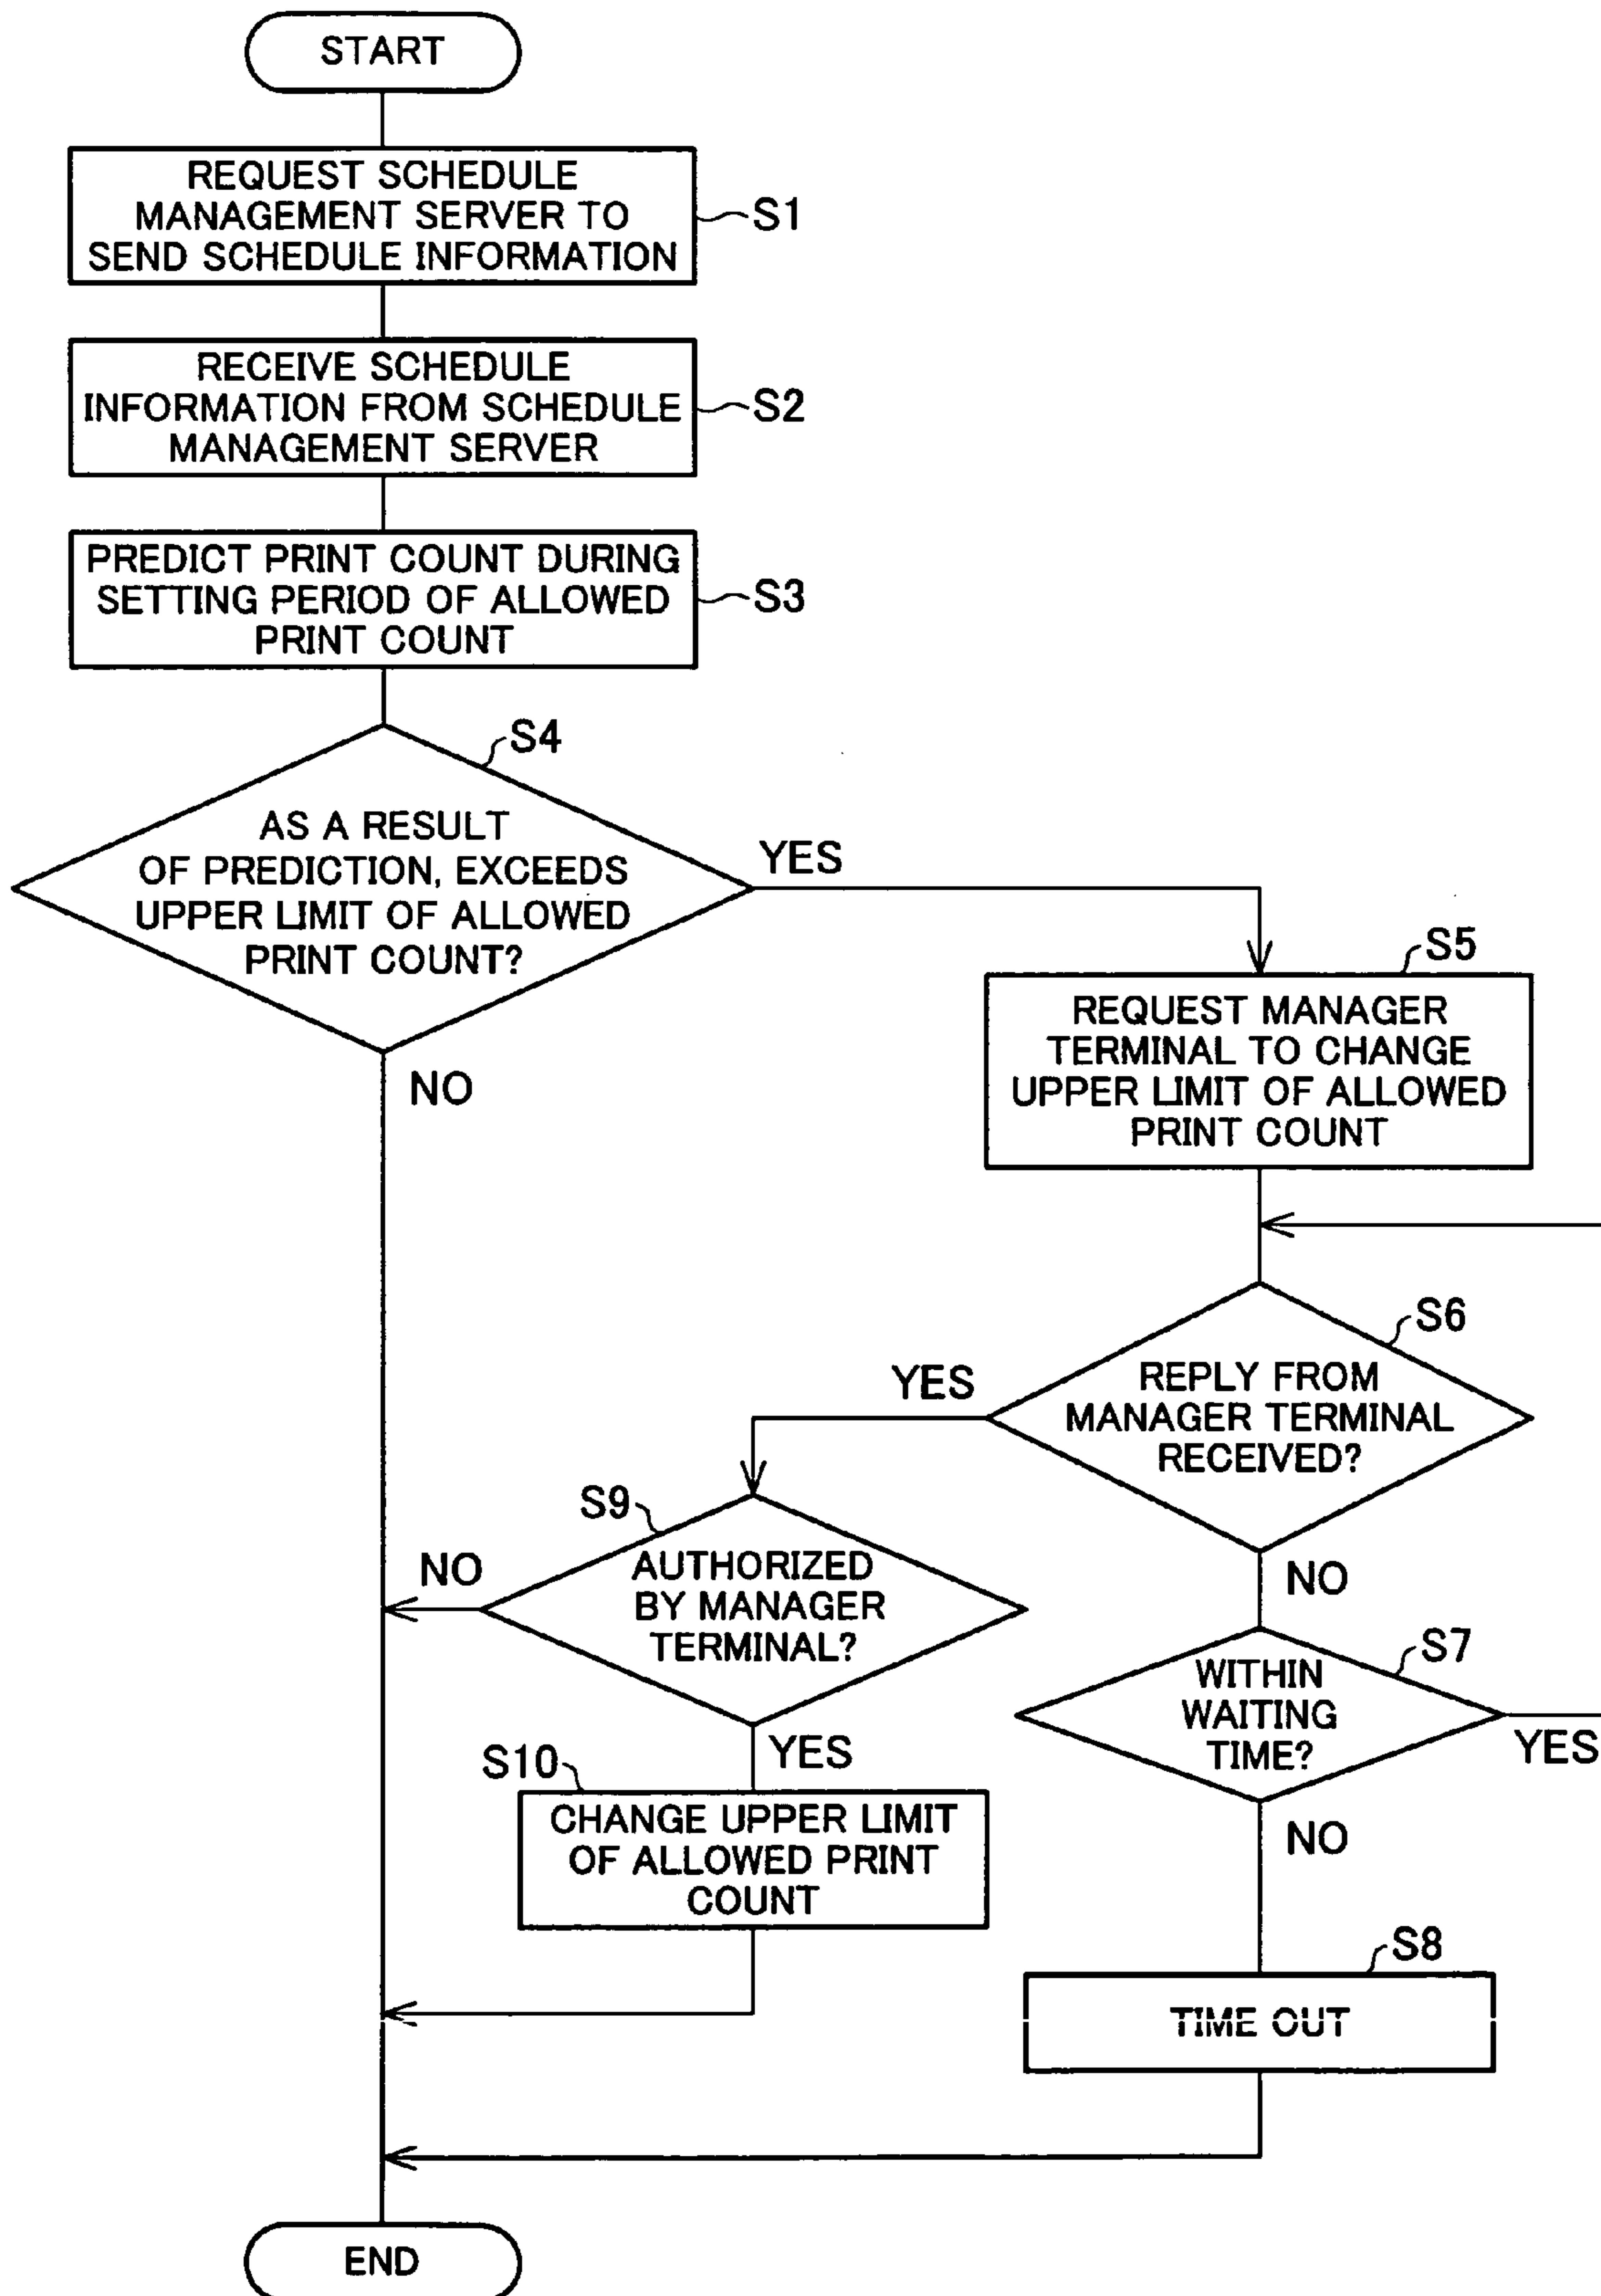 START
REQUEST SCHEDULE
MANAGEMENT SERVER TO
SEND SCHEDULE INFORMATION
S1
RECEIVE SCHEDULE
INFORMATION FROM SCHEDULE
MANAGEMENT SERVER
S2
PREDICT PRINT COUNT DURING
SETTING PERIOD OF ALLOWED
PRINT COUNT
S3
S4
AS A RESULT
OF PREDICTION, EXCEEDS
UPPER LIMIT OF ALLOWED
PRINT COUNT?
YES
NO
S5
REQUEST MANAGER
TERMINAL TO CHANGE
UPPER LIMIT OF ALLOWED
PRINT COUNT
S6
REPLY FROM
MANAGER TERMINAL
RECEIVED?
YES
NO
S9
AUTHORIZED
BY MANAGER
TERMINAL?
NO
YES
S7
WITHIN
WAITING
TIME?
YES
NO
S10
CHANGE UPPER LIMIT
OF ALLOWED PRINT
COUNT
S8
TIME OUT
END